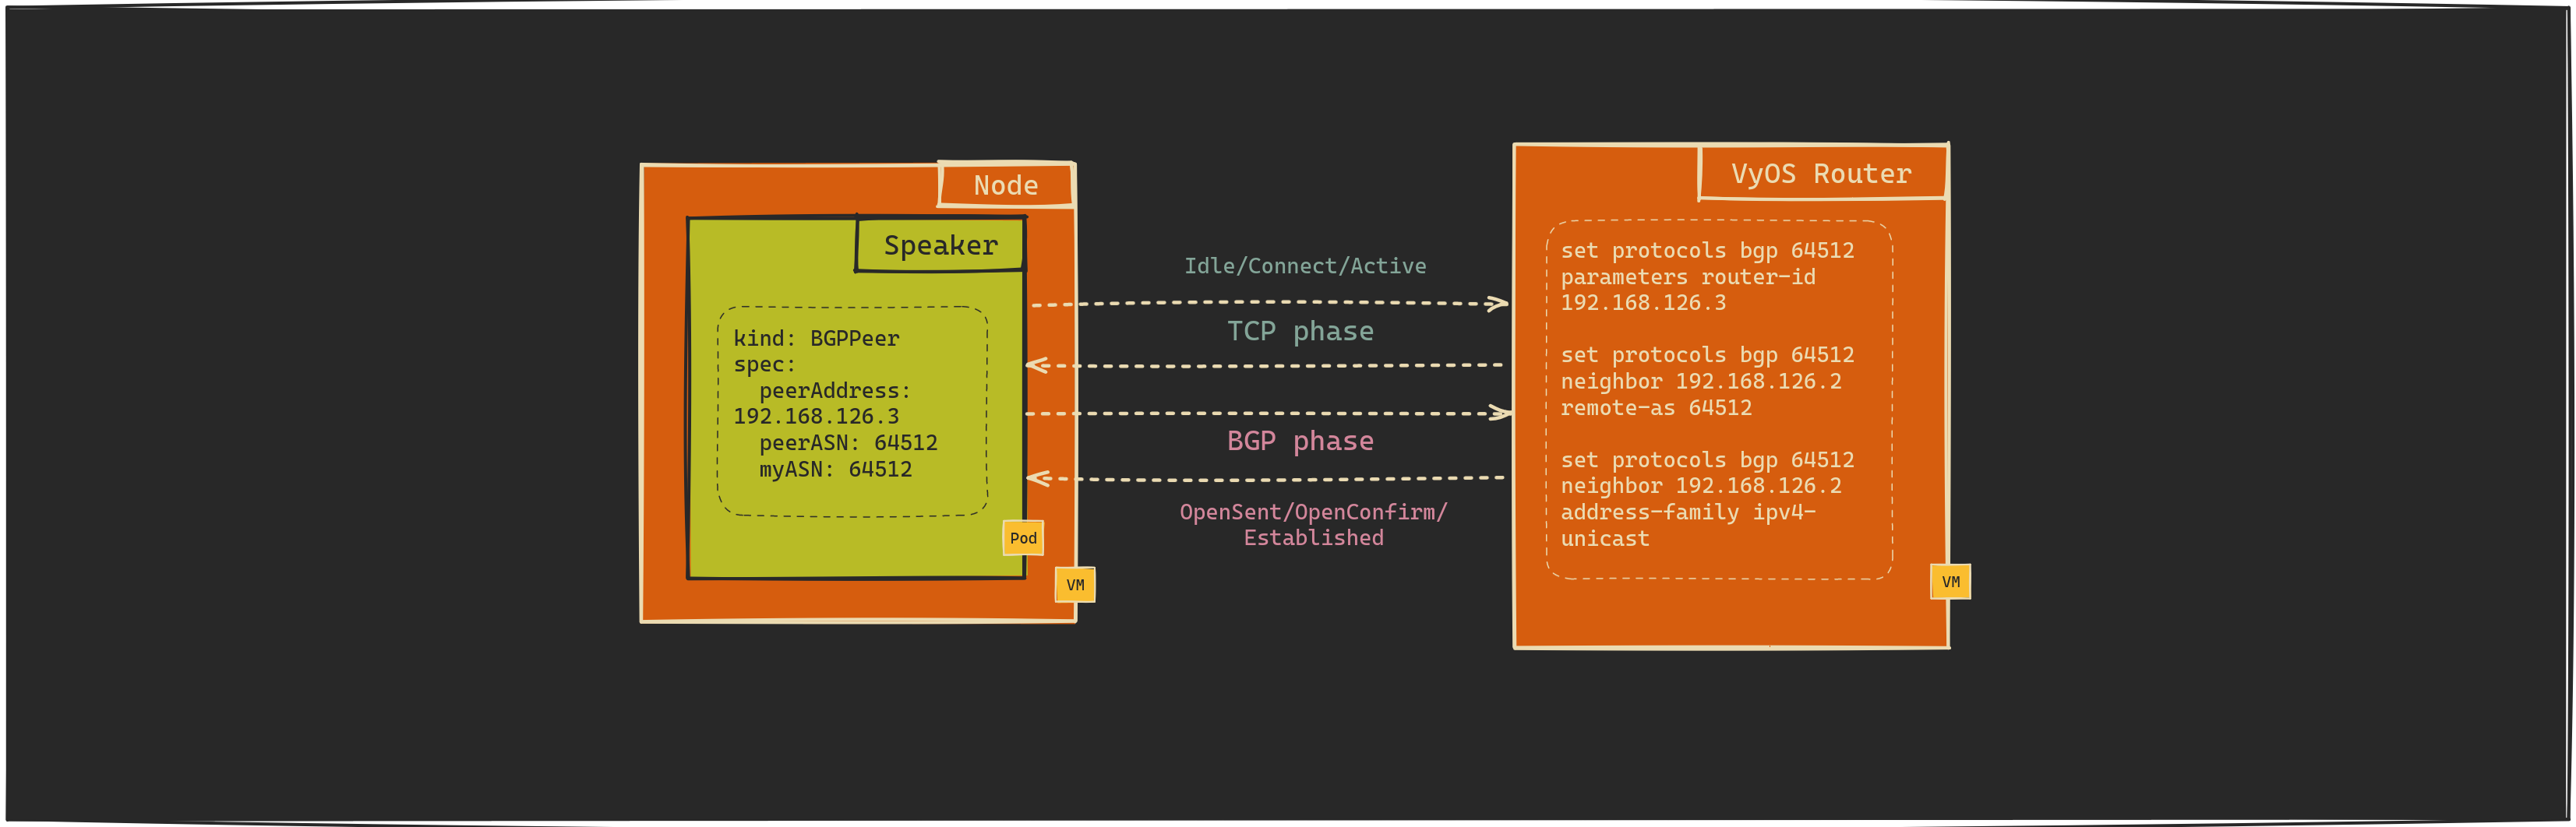 Node
Speaker
kind: BGPPeer
spec:
  peerAddress:
192.168.126.3
  peerASN: 64512
  myASN: 64512
Pod
VM
Idle/Connect/Active
TCP phase
BGP phase
OpenSent/OpenConfirm/
Established
VyOS Router
set protocols bgp 64512
parameters router-id
192.168.126.3
set protocols bgp 64512
neighbor 192.168.126.2
remote-as 64512
set protocols bgp 64512
neighbor 192.168.126.2
address-family ipv4-
unicast
VM